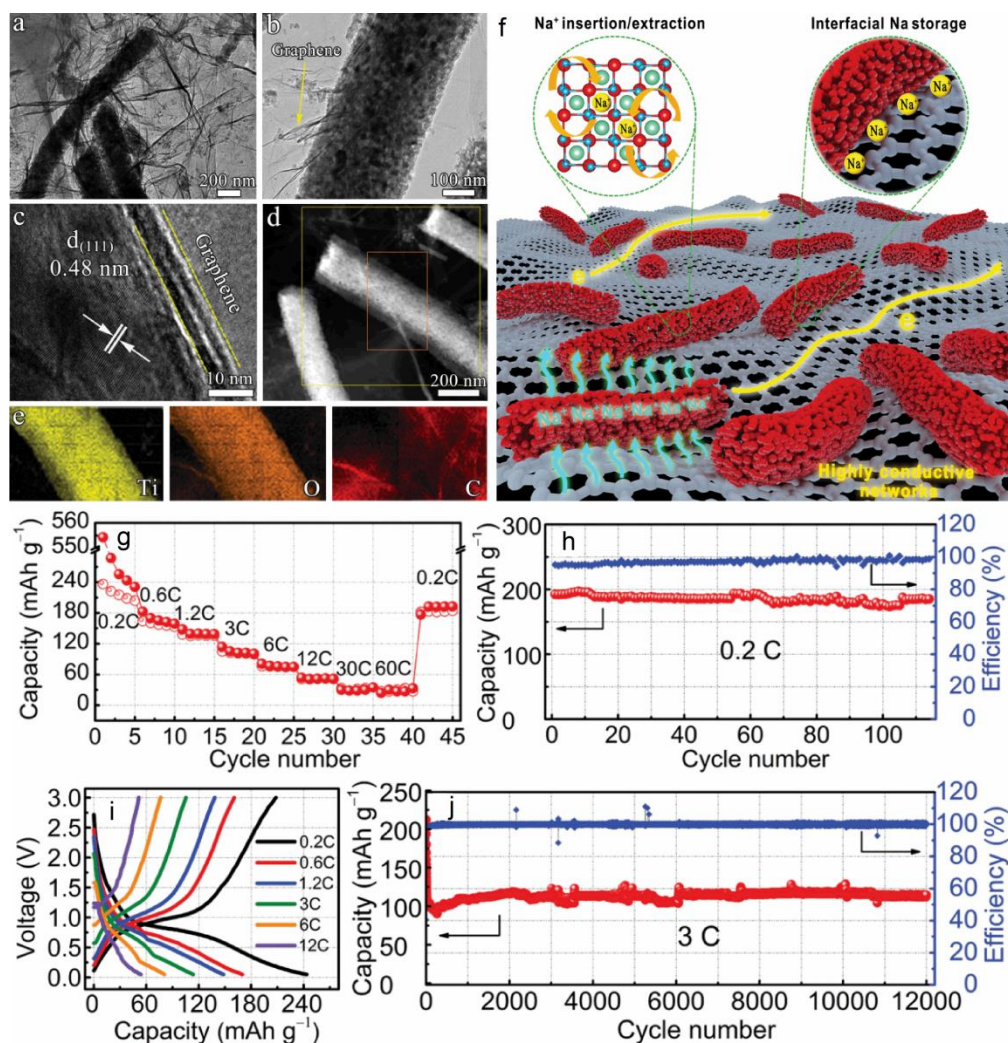 a
200 nm
b
Graphene
100 nm
c
d(111)
0.48 nm
Graphene
10 nm
d
200 nm
e
Ti
O
C
f
Na⁺ insertion/extraction
Interfacial Na storage
Na⁺
Na⁺
Na⁺
Na⁺
Na⁺
Na⁺
e⁻
e⁻
Na⁺ Na⁺ Na⁺ Na⁺ Na⁺ Na⁺
Highly conductive
networks
g
Capacity (mAh g⁻¹)
560
550
240
180
120
60
0
0.2C
0.6C
1.2C
3C
6C
12C
30C
60C
0.2C
0 5 10 15 20 25 30 35 40 45
Cycle number
h
Capacity (mAh g⁻¹)
300
200
100
0
0.2 C
120
100
80
60
40
20
0
Efficiency (%)
0 20 40 60 80 100
Cycle number
i
Voltage (V)
3.0
2.5
2.0
1.5
1.0
0.5
0.0
0.2C
0.6C
1.2C
3C
6C
12C
0 60 120 180 240
Capacity (mAh g⁻¹)
j
Capacity (mAh g⁻¹)
250
200
150
100
50
0
3 C
120
100
80
60
40
20
0
Efficiency (%)
0 2000 4000 6000 8000 10000 12000
Cycle number